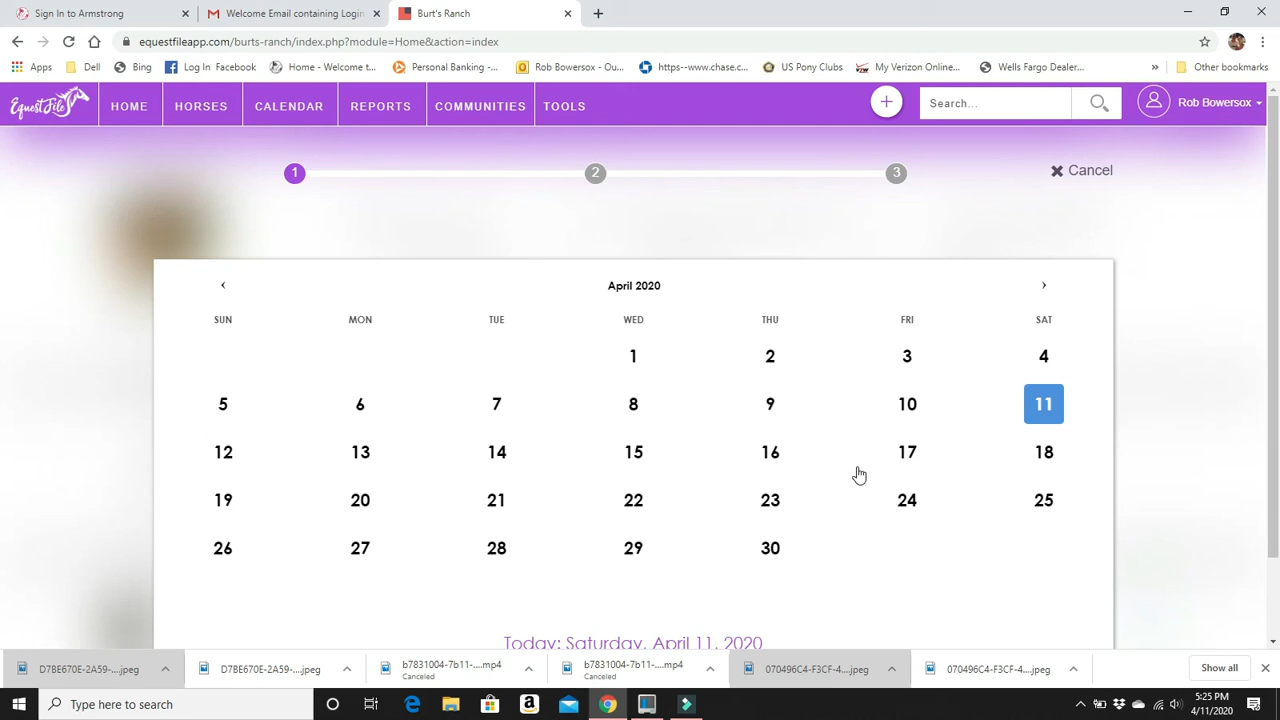 Sign In to Armstrong
Welcome Email containing Login
Burt's Ranch
equestfileapp.com/burts-ranch/index.php?module=Home&action=index
Apps
Dell
Bing
Log In Facebook
Home - Welcome t...
Personal Banking -...
Rob Bowersox - Ou...
https--www.chase.c...
US Pony Clubs
My Verizon Online...
Wells Fargo Dealer...
»
Other bookmarks
EquestFile
HOME
HORSES
CALENDAR
REPORTS
COMMUNITIES
TOOLS
Search...
Rob Bowersox
1 2 3
Cancel
April 2020
SUN MON TUE WED THU FRI SAT
1 2 3 4
5 6 7 8 9 10 11
12 13 14 15 16 17 18
19 20 21 22 23 24 25
26 27 28 29 30
Today: Saturday, April 11, 2020
D7BE670E-2A59-....jpeg
D7BE670E-2A59-....jpeg
b7831004-7b11-....mp4
Canceled
b7831004-7b11-....mp4
Canceled
070496C4-F3CF-4....jpeg
070496C4-F3CF-4....jpeg
Show all
Type here to search
5:25 PM
4/11/2020